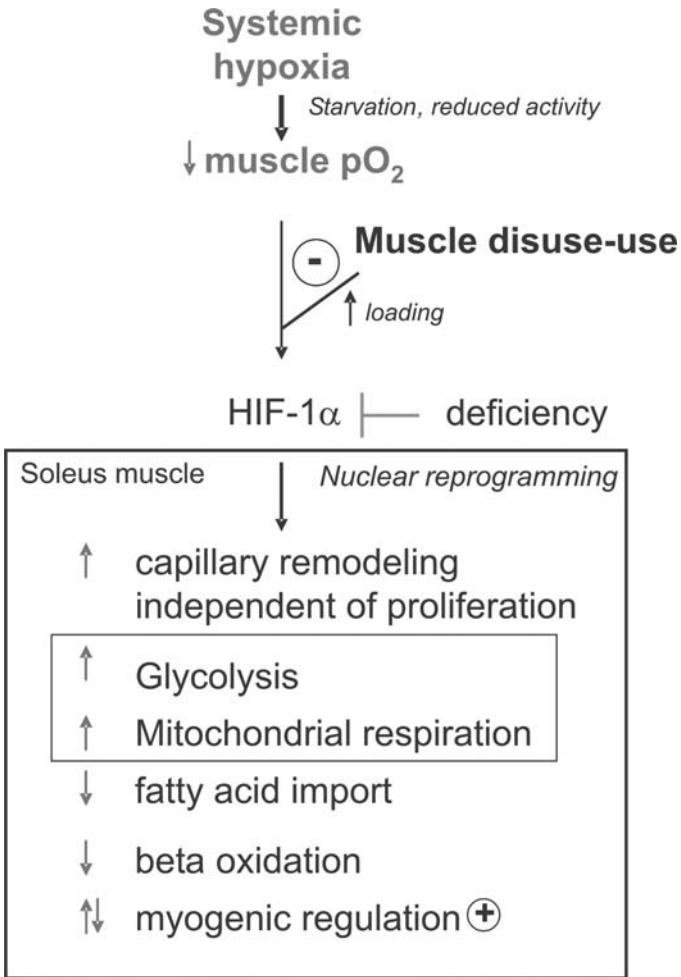 Systemic
hypoxia
Starvation, reduced activity
↓ muscle pO₂
Muscle disuse-use
-
↑ loading
HIF-1α
deficiency
Soleus muscle
Nuclear reprogramming
↑ capillary remodeling
independent of proliferation
↑ Glycolysis
↑ Mitochondrial respiration
↓ fatty acid import
↓ beta oxidation
↑↓ myogenic regulation +